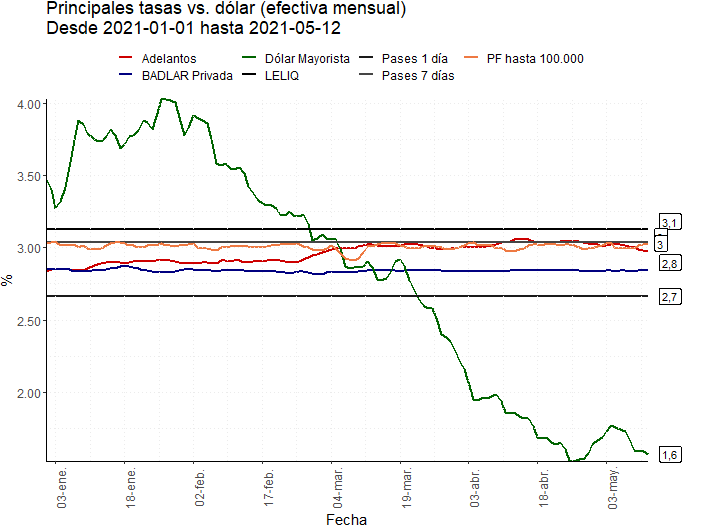 Principales tasas vs. dólar (efectiva mensual)
Desde 2021-01-01 hasta 2021-05-12
Adelantos Dólar Mayorista Pases 1 día PF hasta 100.000
BADLAR Privada LELIQ Pases 7 días
4.00
3.50
3.00
2.50
2.00
%
3,1
3
2,8
2,7
1,6
03-ene.
18-ene.
02-feb.
17-feb.
04-mar.
19-mar.
03-abr.
18-abr.
03-may.
Fecha